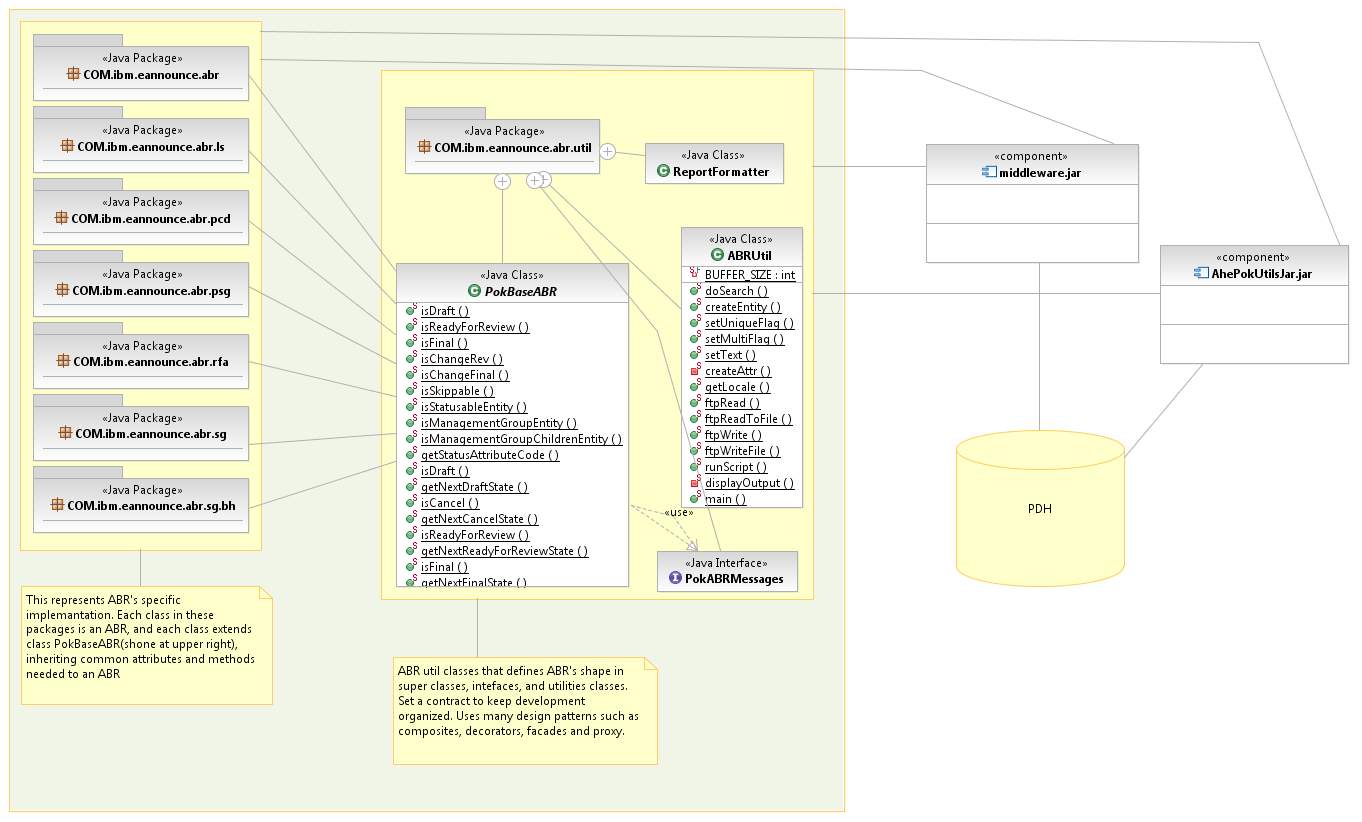 «Java Package»
COM.ibm.eannounce.abr
«Java Package»
COM.ibm.eannounce.abr.ls
«Java Package»
COM.ibm.eannounce.abr.pcd
«Java Package»
COM.ibm.eannounce.abr.psg
«Java Package»
COM.ibm.eannounce.abr.rfa
«Java Package»
COM.ibm.eannounce.abr.sg
«Java Package»
COM.ibm.eannounce.abr.sg.bh
This represents ABR's specific
implemantation. Each class in these
packages is an ABR, and each class extends
class PokBaseABR(shone at upper right),
inheriting common attributes and methods
needed to an ABR
«Java Package»
COM.ibm.eannounce.abr.util
«Java Class»
ReportFormatter
«Java Class»
PokBaseABR
isDraft ( )
isReadyForReview ( )
isFinal ( )
isChangeRev ( )
isChangeFinal ( )
isSkippable ( )
isStatusableEntity ( )
isManagementGroupEntity ( )
isManagementGroupChildrenEntity ( )
getStatusAttributeCode ( )
isDraft ( )
getNextDraftState ( )
isCancel ( )
getNextCancelState ( )
isReadyForReview ( )
getNextReadyForReviewState ( )
isFinal ( )
getNextFinalState ( )
«Java Class»
ABRUtil
BUFFER_SIZE : int
doSearch ( )
createEntity ( )
setUniqueFlag ( )
setMultiFlag ( )
setText ( )
createAttr ( )
getLocale ( )
ftpRead ( )
ftpReadToFile ( )
ftpWrite ( )
ftpWriteFile ( )
runScript ( )
displayOutput ( )
main ( )
«use»
«Java Interface»
PokABRMessages
ABR util classes that defines ABR's shape in
super classes, intefaces, and utilities classes.
Set a contract to keep development
organized. Uses many design patterns such as
composites, decorators, facades and proxy.
«component»
middleware.jar
«component»
AhePokUtilsJar.jar
PDH